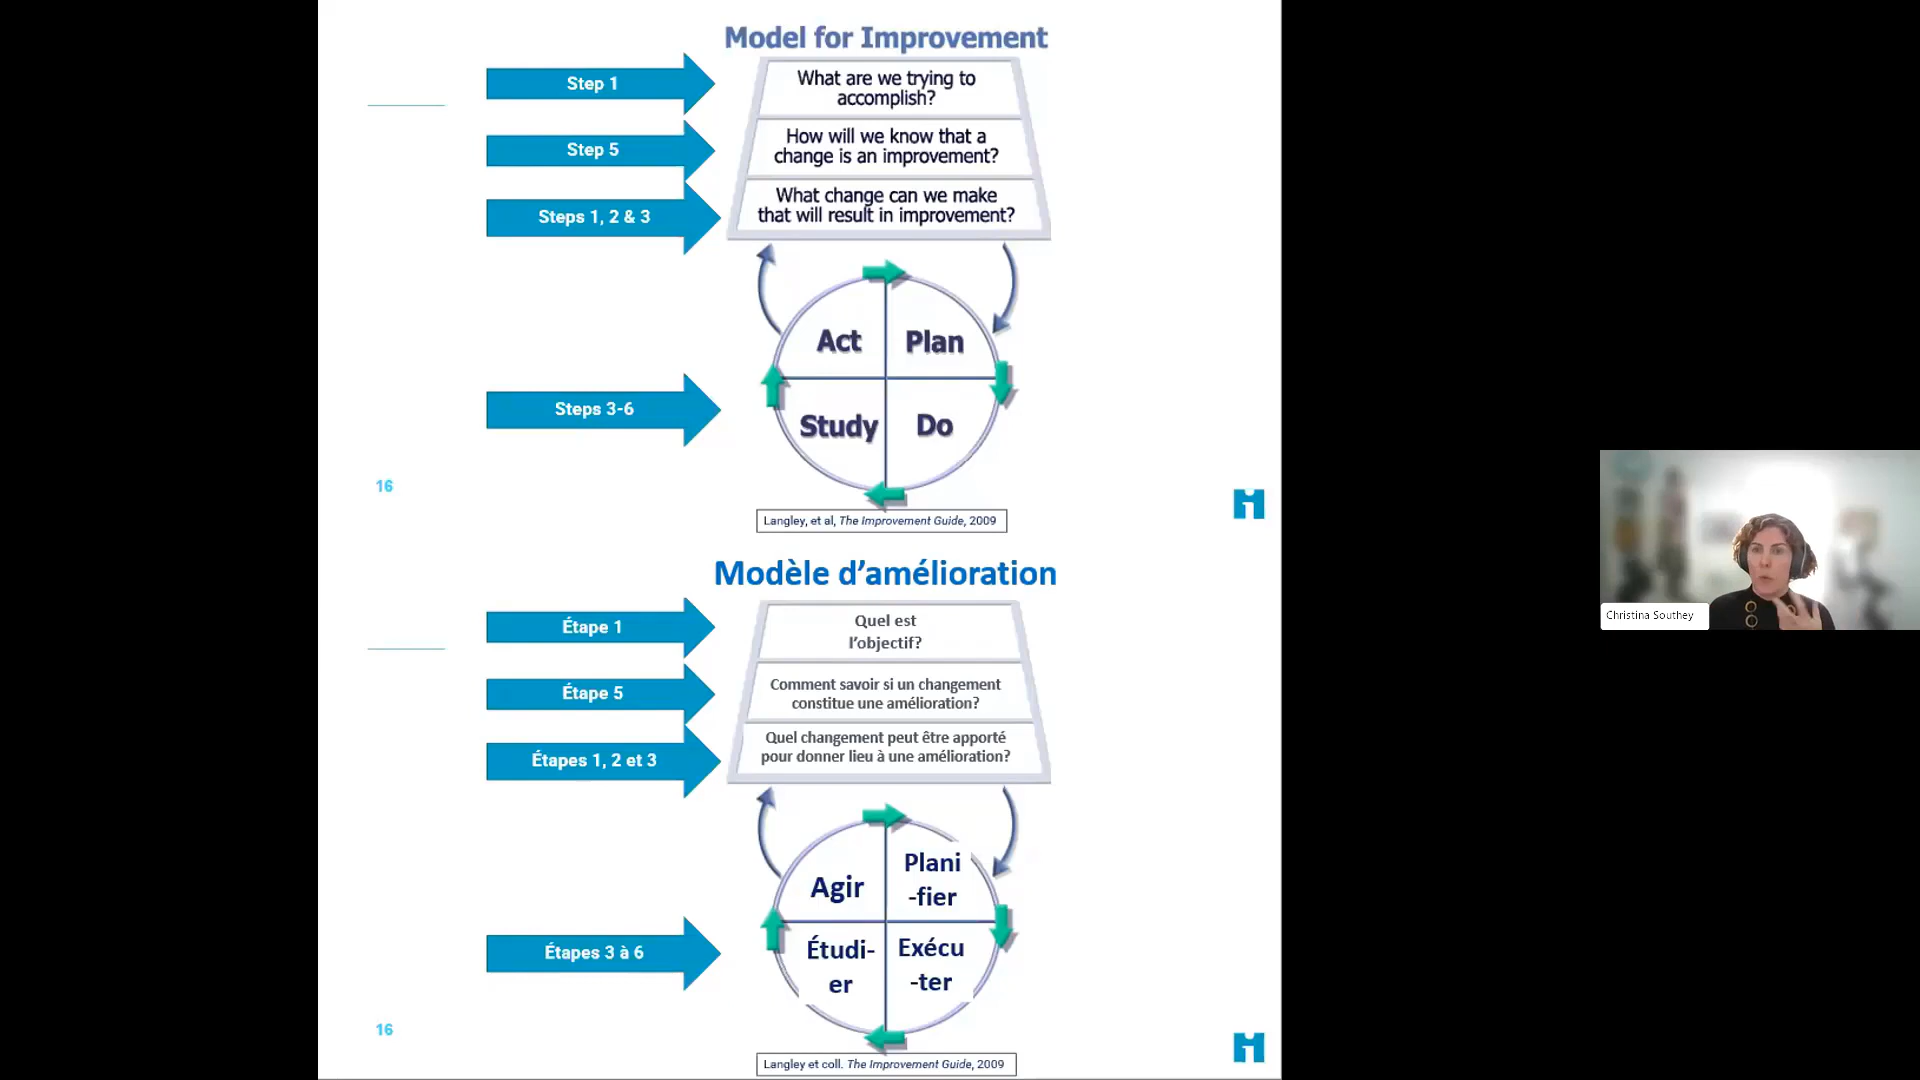 Model for Improvement
Step 1
What are we trying to
accomplish?
Step 5
How will we know that a
change is an improvement?
Steps 1, 2 & 3
What change can we make
that will result in improvement?
Act
Plan
Steps 3-6
Study
Do
16
Langley, et al, The Improvement Guide, 2009
Modèle d’amélioration
Étape 1
Quel est
l’objectif?
Étape 5
Comment savoir si un changement
constitue une amélioration?
Étapes 1, 2 et 3
Quel changement peut être apporté
pour donner lieu à une amélioration?
Agir
Plani
-fier
Étapes 3 à 6
Étudi-
er
Exécu
-ter
16
Langley et coll. The Improvement Guide, 2009
Christina Southey